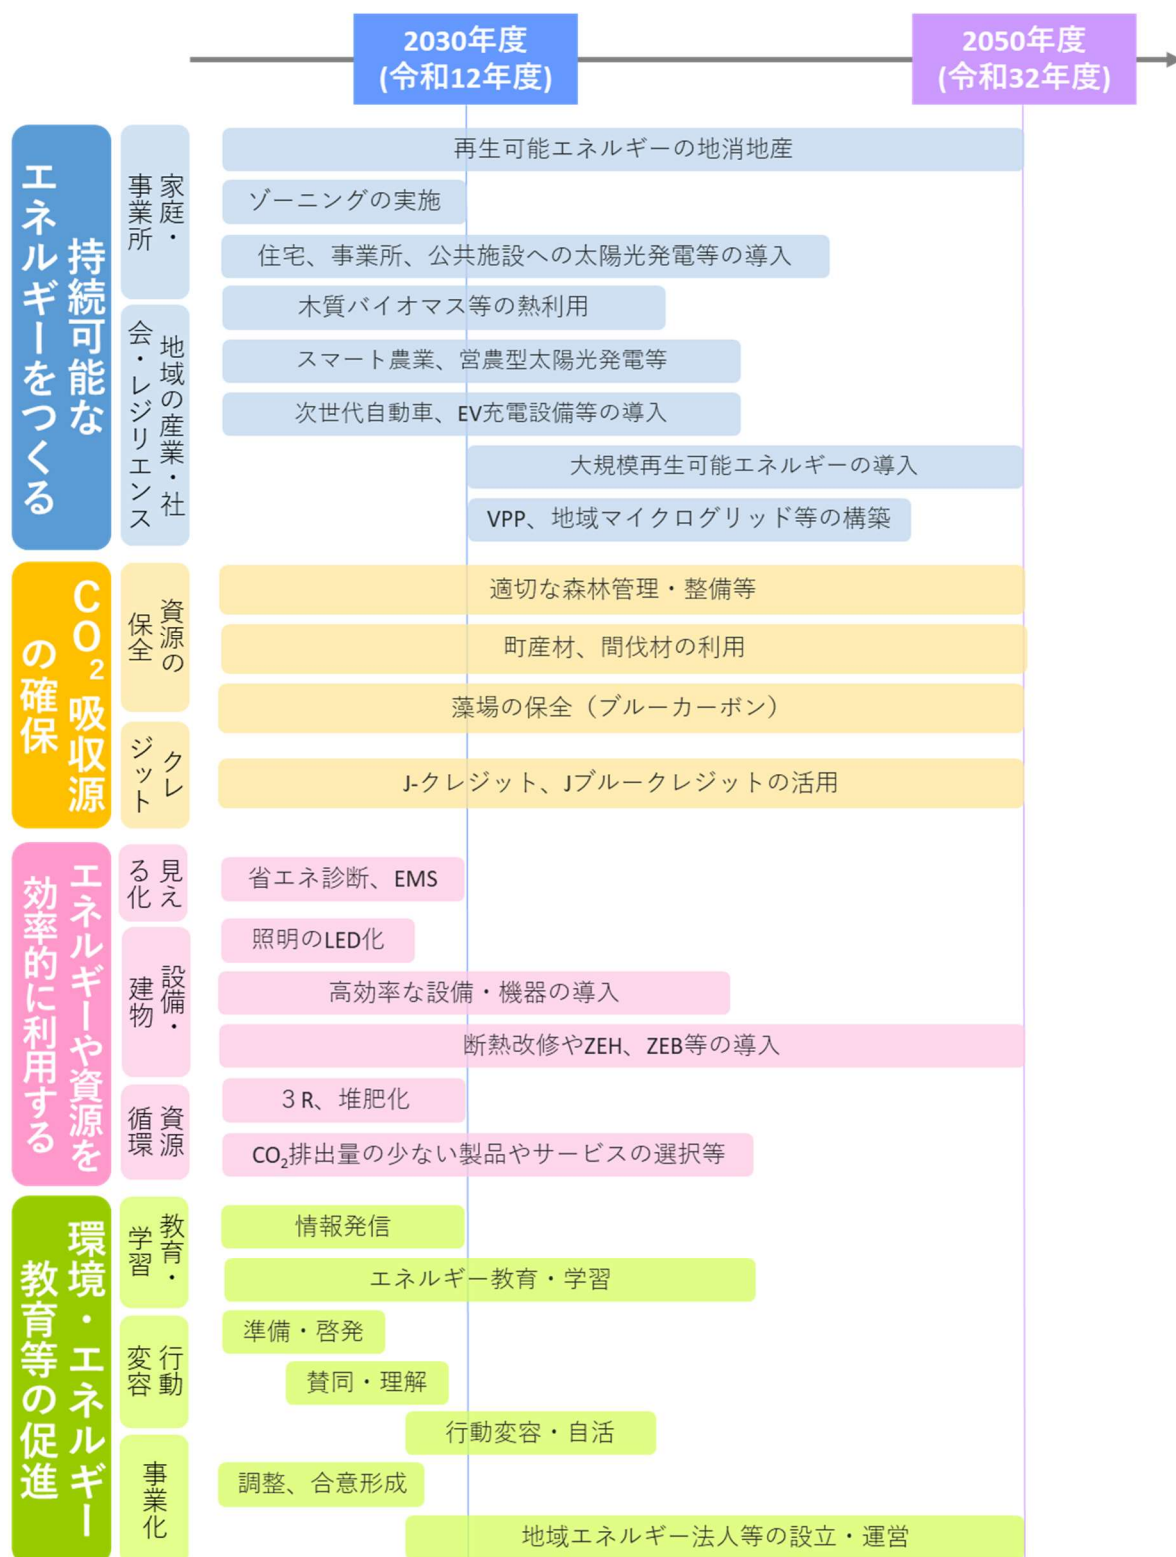 2030年度
(令和12年度)
2050年度
(令和32年度)
持続可能な
エネルギーをつくる
家庭・
事業所
再生可能エネルギーの地消地産
ゾーニングの実施
住宅、事業所、公共施設への太陽光発電等の導入
地域の産業・社
会・レジリエンス
木質バイオマス等の熱利用
スマート農業、営農型太陽光発電等
次世代自動車、EV充電設備等の導入
大規模再生可能エネルギーの導入
VPP、地域マイクログリッド等の構築
CO₂吸収源
の確保
資源の
保全
適切な森林管理・整備等
町産材、間伐材の利用
藻場の保全（ブルーカーボン）
クレ
ジット
J-クレジット、Jブルークレジットの活用
エネルギーや資源を
効率的に利用する
見え
る化
省エネ診断、EMS
設備・
建物
照明のLED化
高効率な設備・機器の導入
断熱改修やZEH、ZEB等の導入
資源
循環
３R、堆肥化
CO₂排出量の少ない製品やサービスの選択等
環境・エネルギー
教育等の促進
教育・
学習
情報発信
エネルギー教育・学習
行動
変容
準備・啓発
賛同・理解
行動変容・自活
事業化
調整、合意形成
地域エネルギー法人等の設立・運営